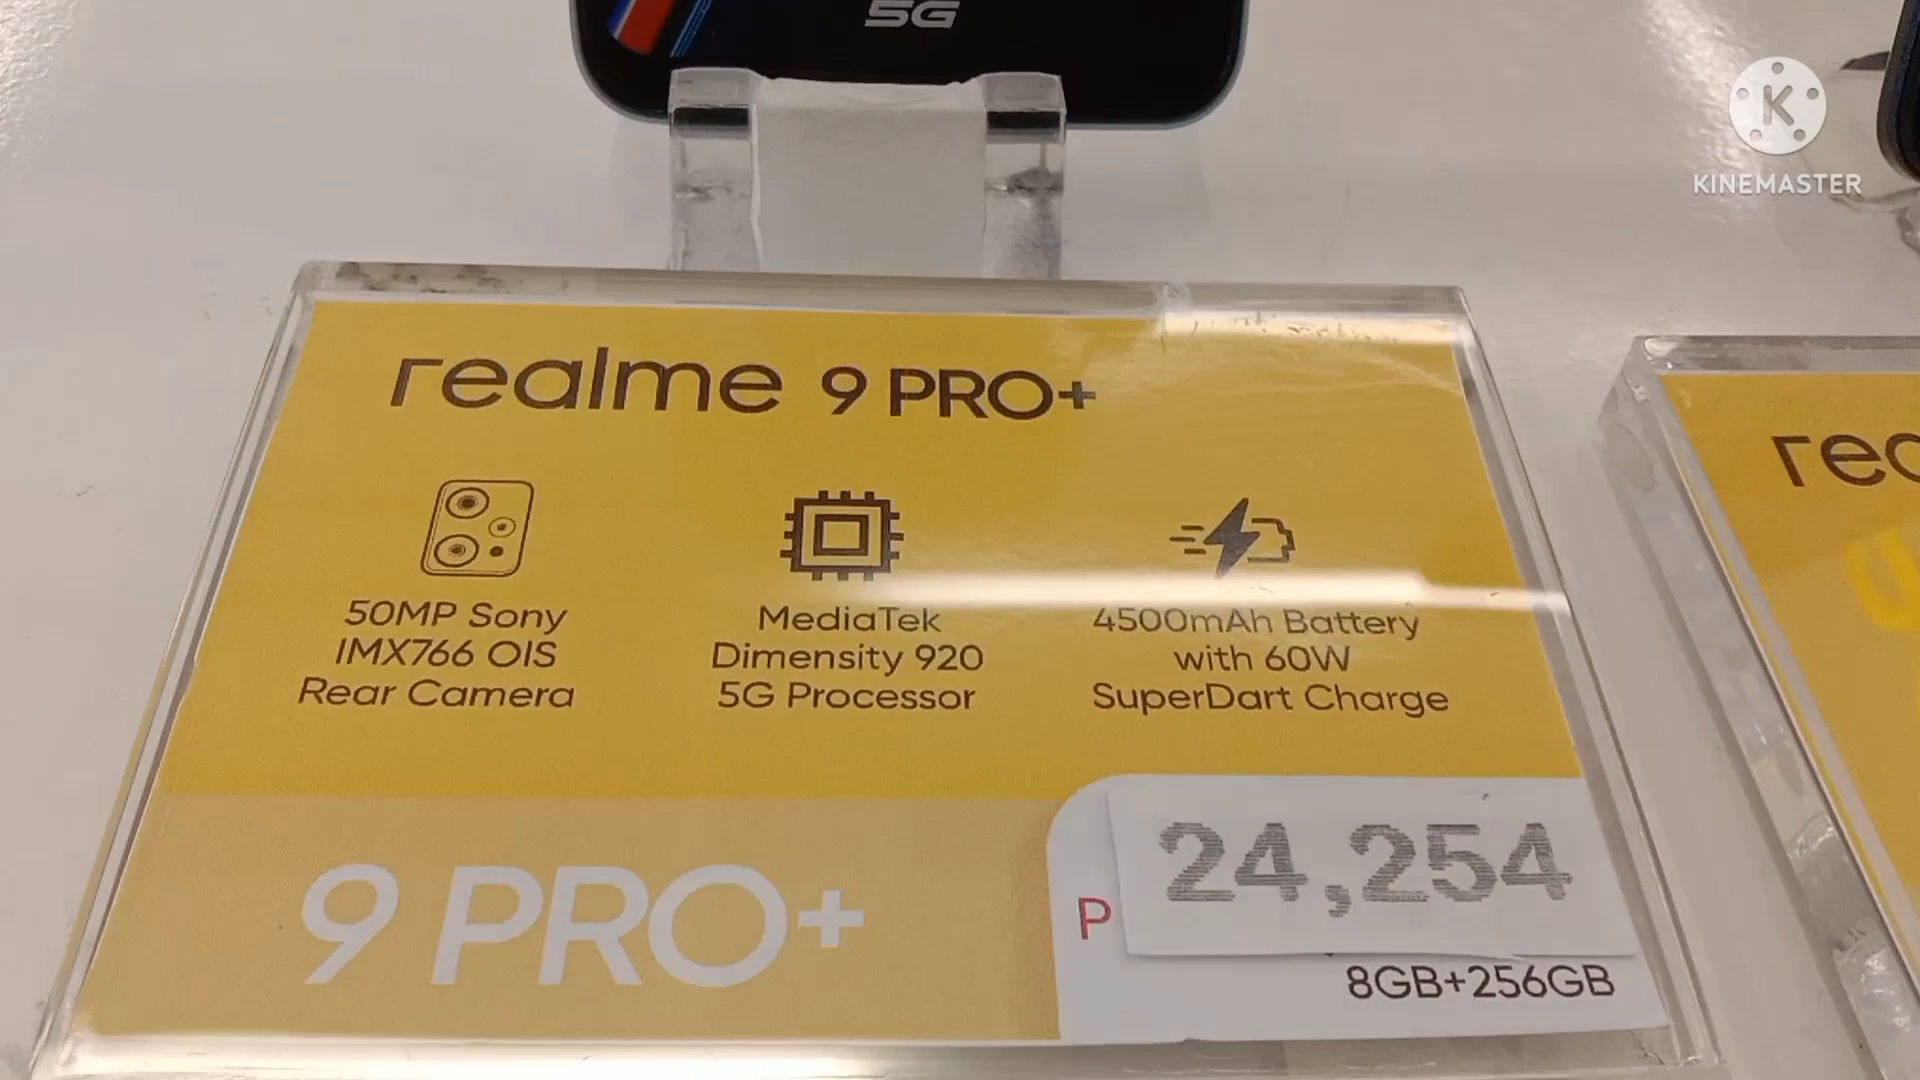 5G
KINEMASTER
realme 9 PRO+
50MP Sony
IMX766 OIS
Rear Camera
MediaTek
Dimensity 920
5G Processor
4500mAh Battery
with 60W
SuperDart Charge
9 PRO+
P 24,254
8GB+256GB